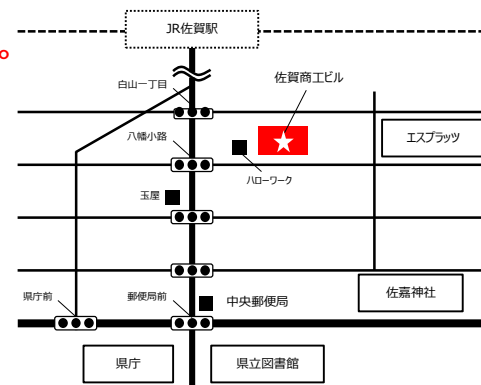 JR佐賀駅
o
白山一丁目
佐賀商工ビル
八幡小路
エスプラッツ
ハローワーク
玉屋
県庁前
郵便局前
中央郵便局
佐嘉神社
県庁
県立図書館